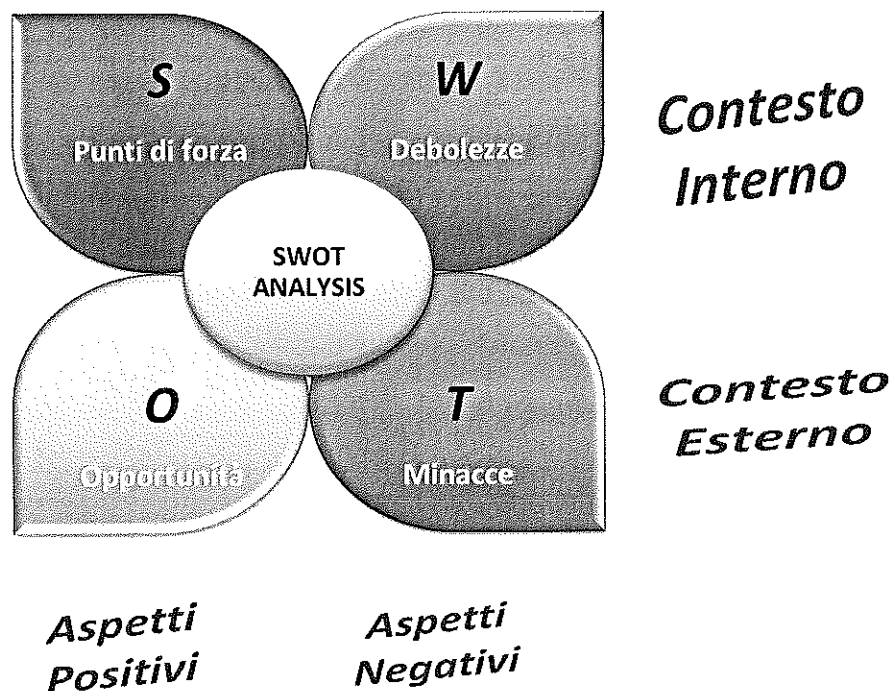 S
W
Punti di forza
Debolezze
Contesto
Interno
SWOT
ANALYSIS
O
T
Opportunità
Minacce
Contesto
Esterno
Aspetti
Positivi
Aspetti
Negativi